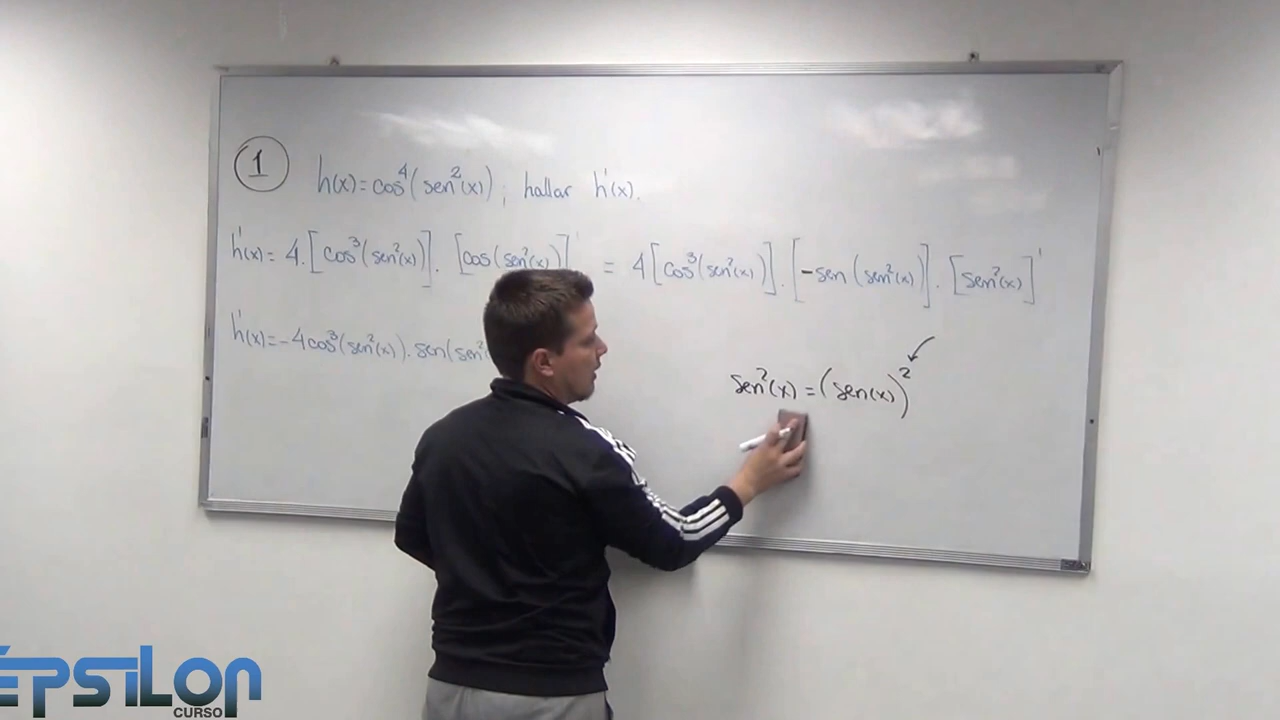 1
h(x)=cos⁴(sen²(x)); hallar h'(x).
h'(x)= 4.[cos³(sen²(x))]. [cos(sen²(x))]' = 4[cos³(sen²(x))].[-sen(sen²(x))].[sen²(x)]'
h'(x)=-4cos³(sen²(x)).sen(sen²
sen²(x)=(sen(x))²
EPSILON
CURSO